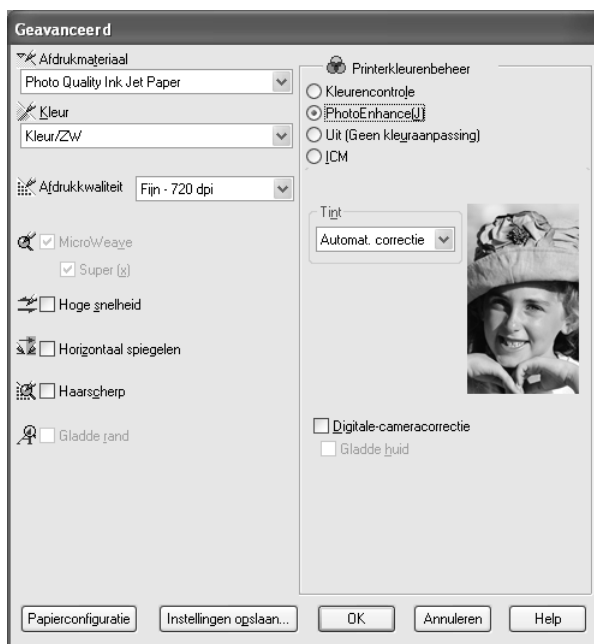 Geavanceerd
Afdrukmateriaal
Photo Quality Ink Jet Paper
Kleur
Kleur/ZW
Afdrukkwaliteit
Fijn - 720 dpi
MicroWeave
Super (x)
Hoge snelheid
Horizontaal spiegelen
Haarscherp
Gladde rand
Printerkleurenbeheer
Kleurencontrole
PhotoEnhance(J)
Uit (Geen kleuraanpassing)
ICM
Tint
Automat. correctie
Digitale-cameracorrectie
Gladde huid
Papierconfiguratie
Instellingen opslaan...
OK
Annuleren
Help